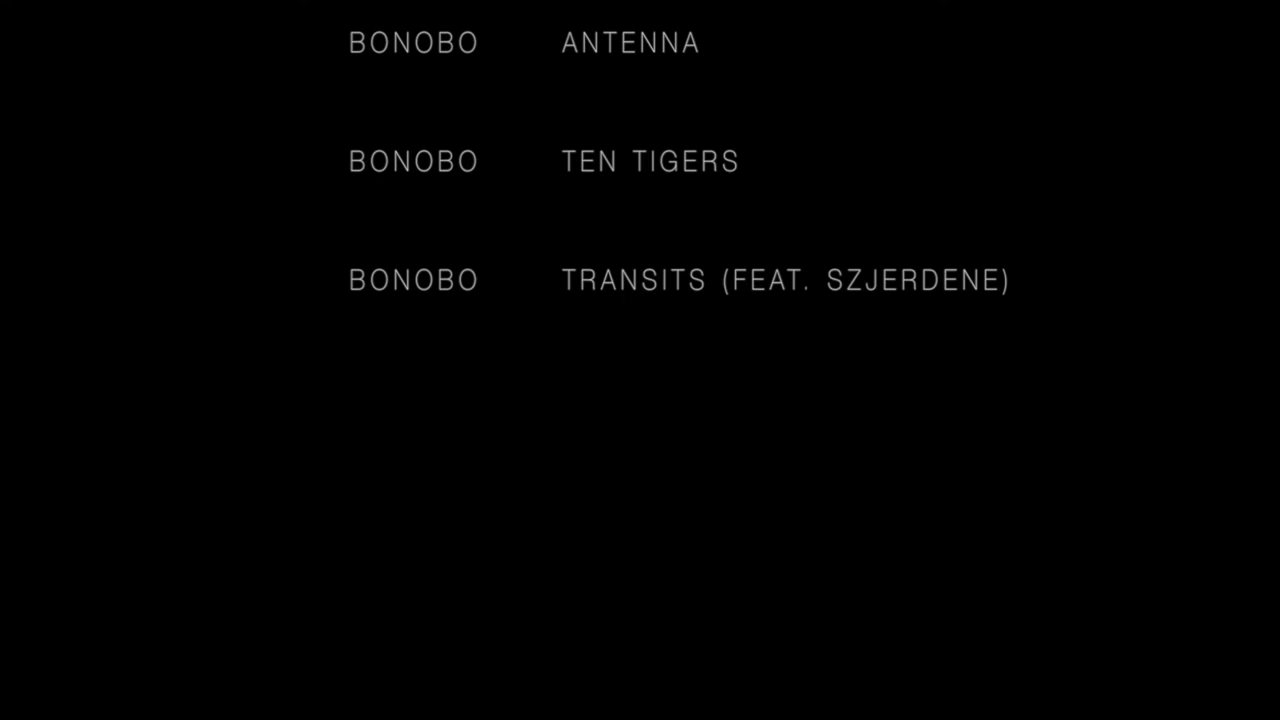 BONOBO ANTENNA
BONOBO TEN TIGERS
BONOBO TRANSITS (FEAT. SZJERDENE)